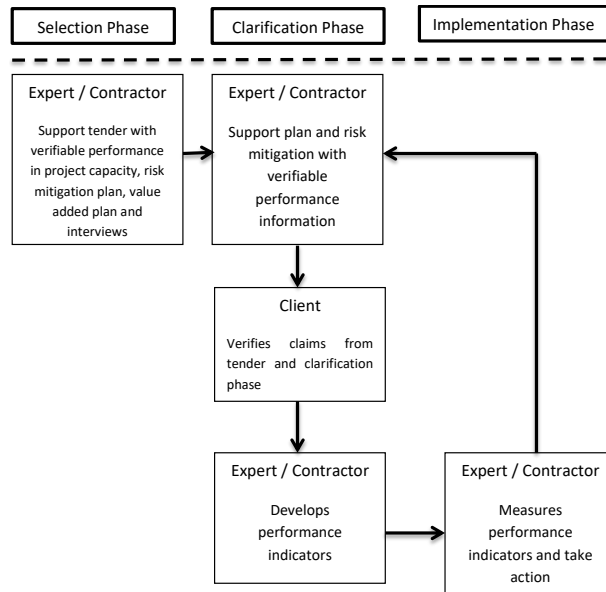 Selection Phase
Clarification Phase
Implementation Phase
Expert / Contractor
Support tender with
verifiable performance
in project capacity, risk
mitigation plan, value
added plan and
interviews
Expert / Contractor
Support plan and risk
mitigation with
verifiable
performance
information
Client
Verifies claims from
tender and clarification
phase
Expert / Contractor
Develops
performance
indicators
Expert / Contractor
Measures
performance
indicators and take
action